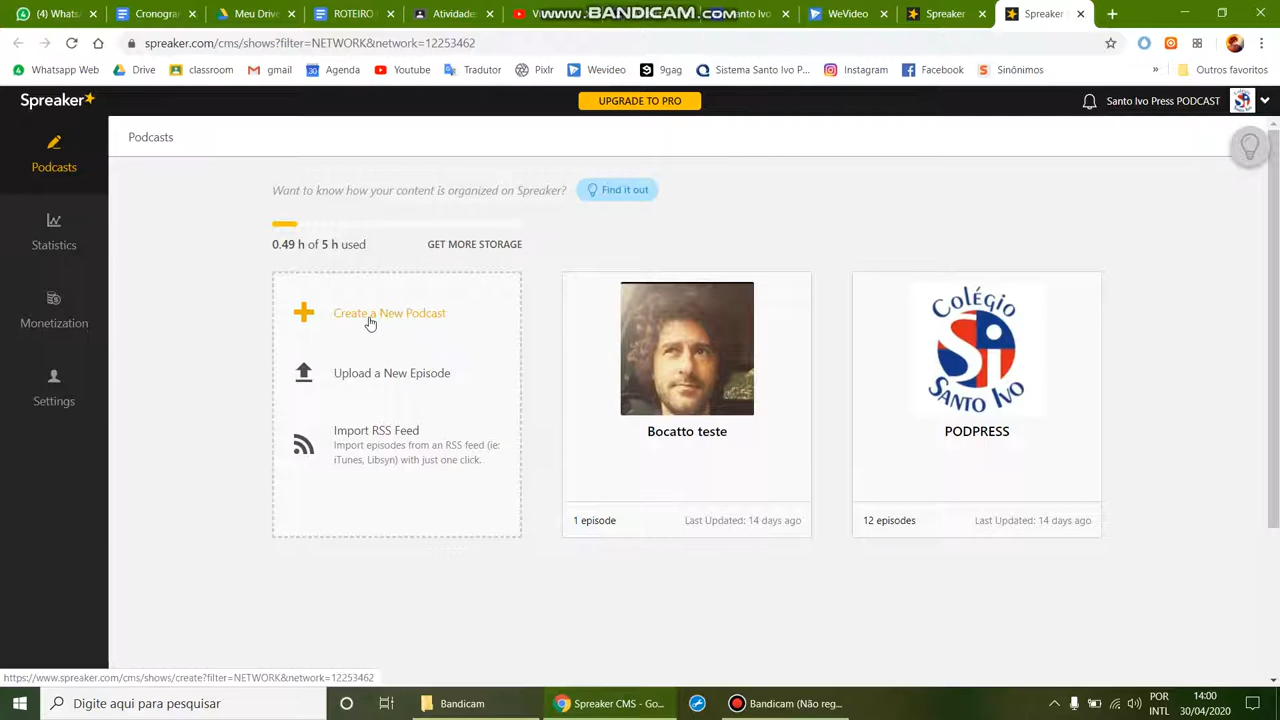 Cronogra
Meu Driv
ROTEIRO
Atividade
www.BANDICAM.com
Santo Ivo
WeVideo
Spreaker
Spreaker
spreaker.com/cms/shows?filter=NETWORK&network=12253462
Whatsapp Web
Drive
classroom
gmail
Agenda
Youtube
Tradutor
Pixlr
Wevideo
9gag
Sistema Santo Ivo P...
Instagram
Facebook
Sinônimos
Outros favoritos
Spreaker
UPGRADE TO PRO
Santo Ivo Press PODCAST
Podcasts
Statistics
Monetization
Settings
Podcasts
Want to know how your content is organized on Spreaker?
Find it out
0.49 h of 5 h used
GET MORE STORAGE
Create a New Podcast
Upload a New Episode
Import RSS Feed
Import episodes from an RSS feed (ie:
iTunes, Libsyn) with just one click.
Bocatto teste
1 episode
Last Updated: 14 days ago
Colégio
Si
SANTO IVO
PODPRESS
12 episodes
Last Updated: 14 days ago
https://www.spreaker.com/cms/shows/create?filter=NETWORK&network=12253462
Digite aqui para pesquisar
Bandicam
Spreaker CMS - Go...
Bandicam (Não reg...
POR
INTL
14:00
30/04/2020